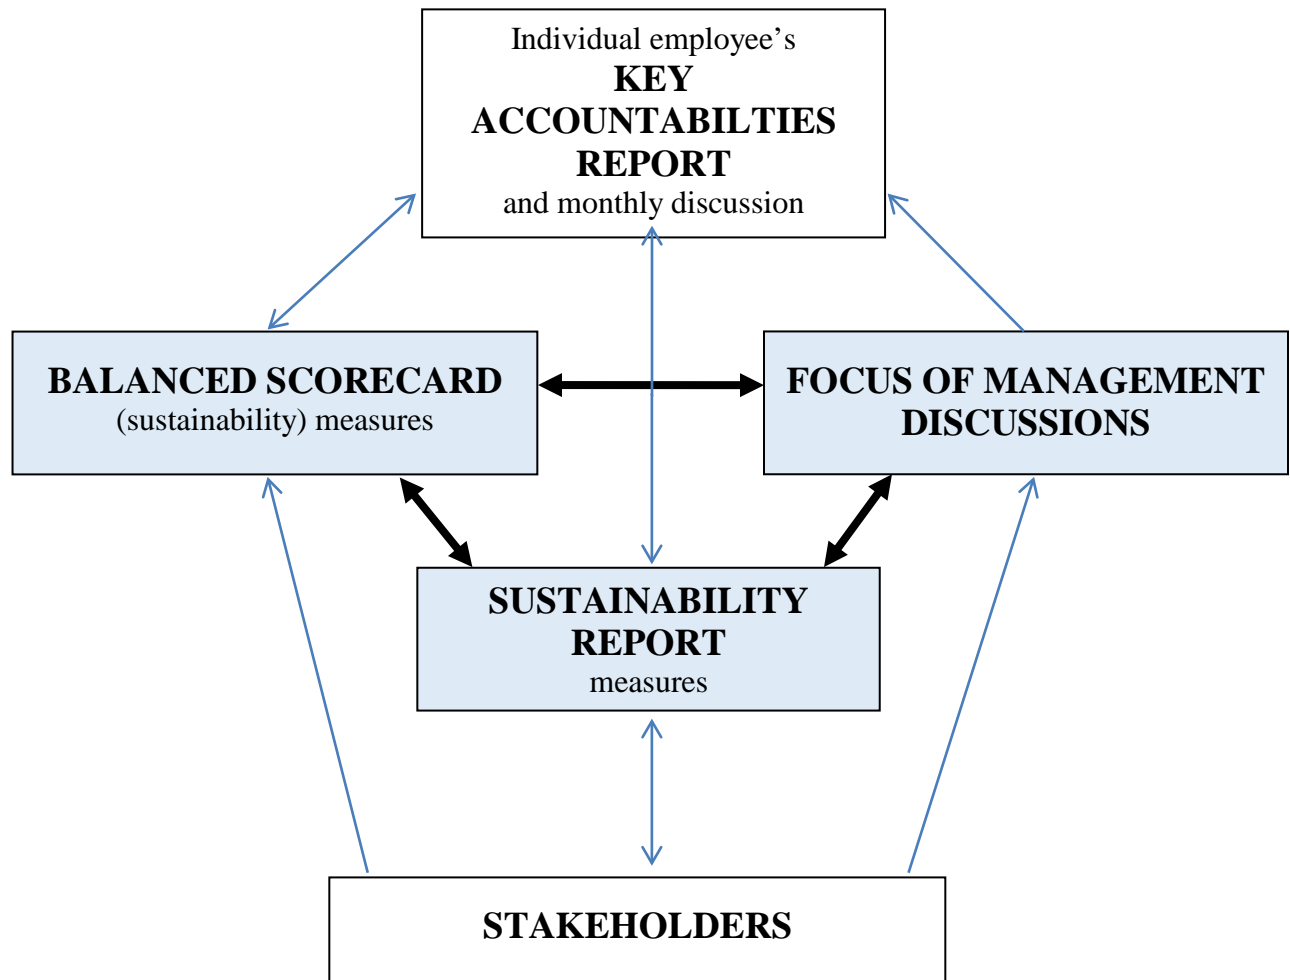 Individual employee’s
KEY
ACCOUNTABILTIES
REPORT
and monthly discussion
BALANCED SCORECARD
(sustainability) measures
FOCUS OF MANAGEMENT
DISCUSSIONS
SUSTAINABILITY
REPORT
measures
STAKEHOLDERS